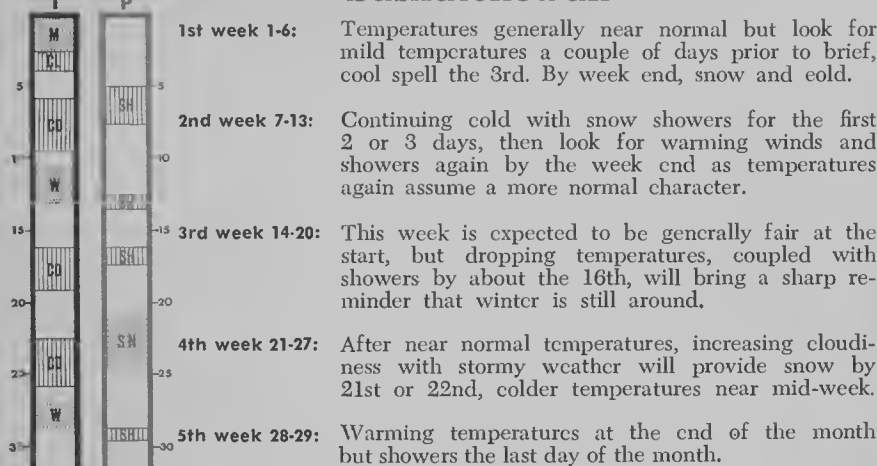 T P
M
CL
5 5
SH
CD
10
W
15 15
SH
CD
20 20
SN
CD
25 25
W
SH
30
1st week 1-6: Temperatures generally near normal but look for
mild temperatures a couple of days prior to brief,
cool spell the 3rd. By week end, snow and cold.
2nd week 7-13: Continuing cold with snow showers for the first
2 or 3 days, then look for warming winds and
showers again by the week end as temperatures
again assume a more normal character.
3rd week 14-20: This week is expected to be generally fair at the
start, but dropping temperatures, coupled with
showers by about the 16th, will bring a sharp re-
minder that winter is still around.
4th week 21-27: After near normal temperatures, increasing cloudi-
ness with stormy weather will provide snow by
21st or 22nd, colder temperatures near mid-week.
5th week 28-29: Warming temperatures at the end of the month
but showers the last day of the month.